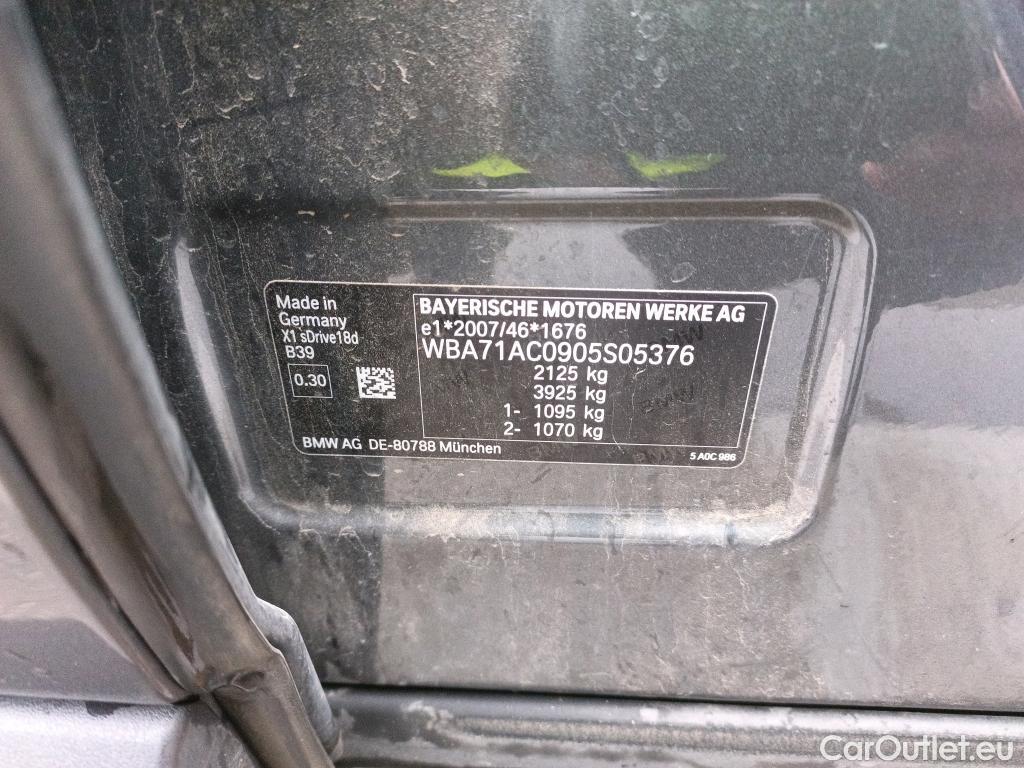 Made in
Germany
X1 sDrive18d
B39
0.30
BAYERISCHE MOTOREN WERKE AG
e1*2007/46*1676
WBA71AC0905S05376
2125 kg
3925 kg
1- 1095 kg
2- 1070 kg
BMW AG DE-80788 München
5 A0C 986
CarOutlet.eu